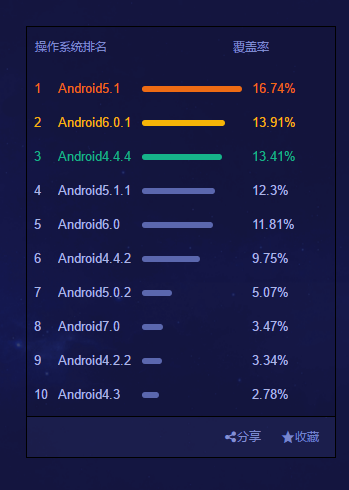 操作系统排名 覆盖率
1 Android5.1 16.74%
2 Android6.0.1 13.91%
3 Android4.4.4 13.41%
4 Android5.1.1 12.3%
5 Android6.0 11.81%
6 Android4.4.2 9.75%
7 Android5.0.2 5.07%
8 Android7.0 3.47%
9 Android4.2.2 3.34%
10 Android4.3 2.78%
分享 收藏